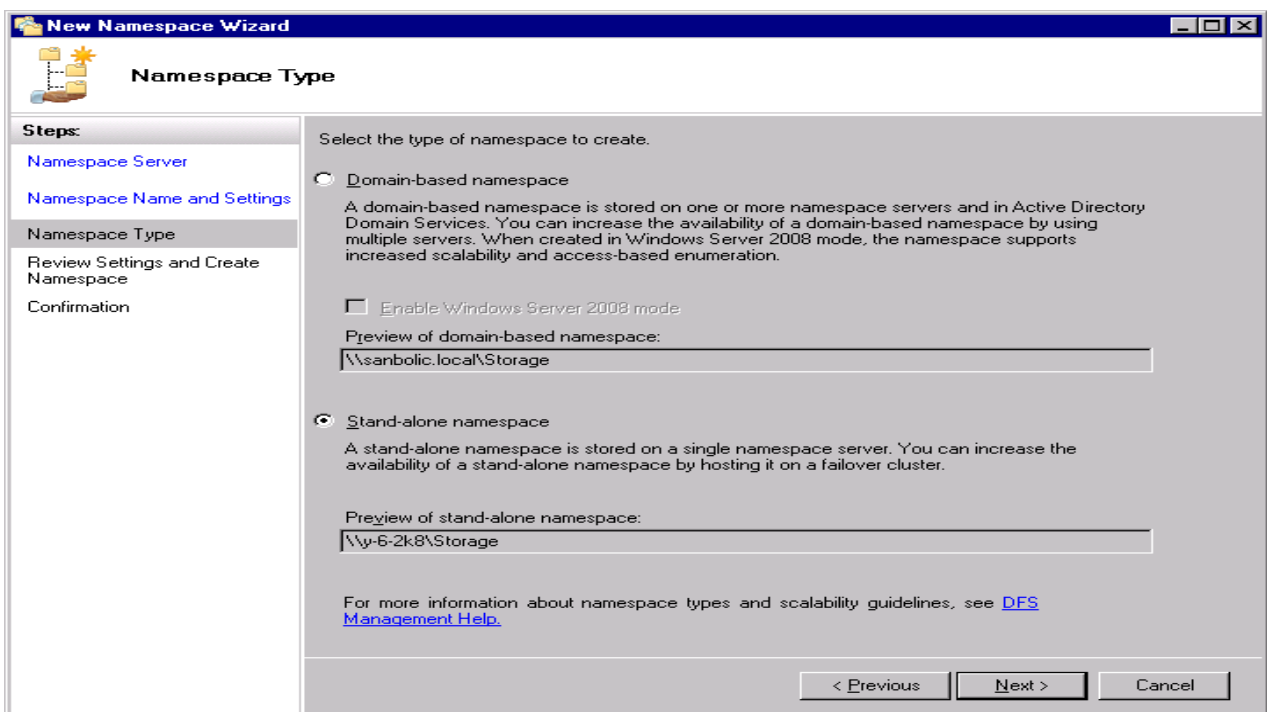 New Namespace Wizard
Namespace Type
Steps:
Namespace Server
Namespace Name and Settings
Namespace Type
Review Settings and Create
Namespace
Confirmation
Select the type of namespace to create.
Domain-based namespace
A domain-based namespace is stored on one or more namespace servers and in Active Directory
Domain Services. You can increase the availability of a domain-based namespace by using
multiple servers. When created in Windows Server 2008 mode, the namespace supports
increased scalability and access-based enumeration.
Enable Windows Server 2008 mode
Preview of domain-based namespace:
\\sanbolic.local\Storage
Stand-alone namespace
A stand-alone namespace is stored on a single namespace server. You can increase the
availability of a stand-alone namespace by hosting it on a failover cluster.
Preview of stand-alone namespace:
\\y-6-2k8\Storage
For more information about namespace types and scalability guidelines, see DFS
Management Help.
< Previous
Next >
Cancel